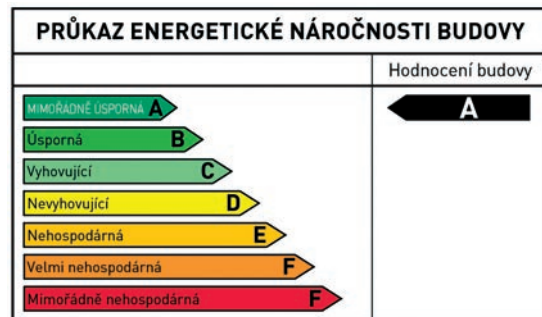 PRŮKAZ ENERGETICKÉ NÁROČNOSTI BUDOVY
Hodnocení budovy
MIMOŘÁDNĚ ÚSPORNÁ A
A
Úsporná B
Vyhovující C
Nevyhovující D
Nehospodárná E
Velmi nehospodárná F
Mimořádně nehospodárná F